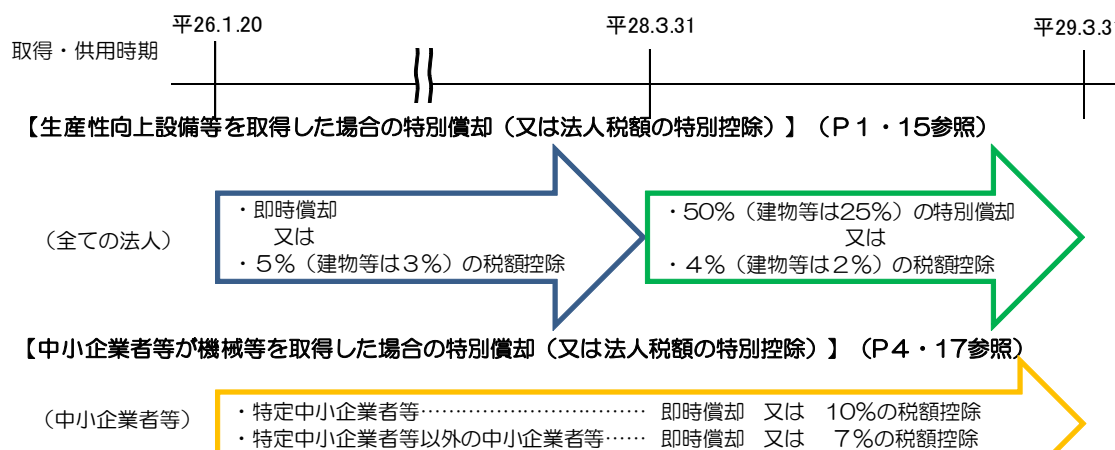 平26.1.20
平28.3.31
平29.3.31
取得・供用時期
【生産性向上設備等を取得した場合の特別償却（又は法人税額の特別控除）】（P１・15参照）
（全ての法人）
・即時償却
又は
・５％（建物等は３％）の税額控除
・50％（建物等は25％）の特別償却
又は
・４％（建物等は２％）の税額控除
【中小企業者等が機械等を取得した場合の特別償却（又は法人税額の特別控除）】（P４・17参照）
（中小企業者等）
・特定中小企業者等……………………… 即時償却 又は 10％の税額控除
・特定中小企業者等以外の中小企業者等…… 即時償却 又は ７％の税額控除